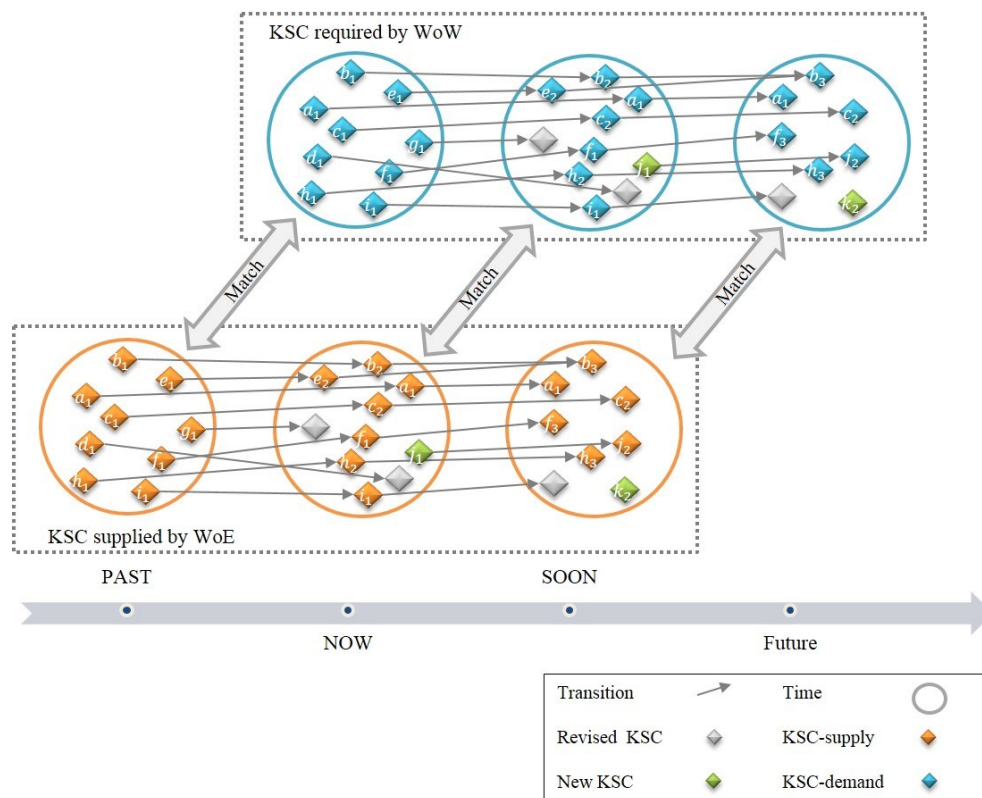 KSC required by WoW
b₁ b₂ b₃
e₁ e₂ a₁ a₁
a₁ c₂ c₂
c₁ g₁ f₃
d₁ f₁ j₁ j₂
f₁ h₂ h₃
h₁ i₁ i₁ k₂
Match Match Match
b₁ b₂ b₃
e₁ e₂ a₁ a₁
a₁ c₂ c₂
c₁ g₁ f₁ f₃
d₁ f₁ h₂ j₁ h₃ j₂
h₁ i₁ i₁ k₂
KSC supplied by WoE
PAST SOON
NOW Future
Transition Time
Revised KSC KSC-supply
New KSC KSC-demand